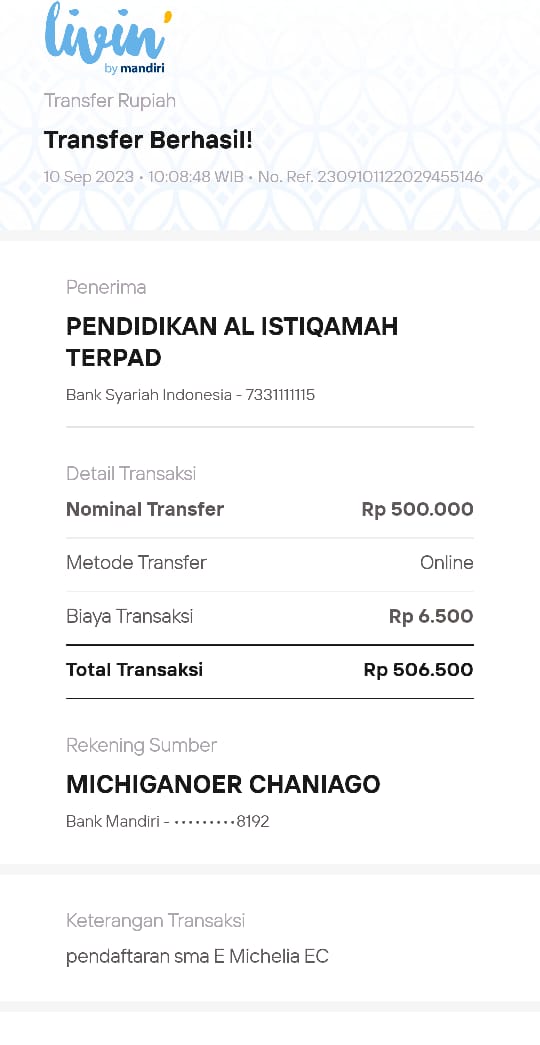 livin'
by mandiri
Transfer Rupiah
Transfer Berhasil!
10 Sep 2023 • 10:08:48 WIB • No. Ref. 2309101122029455146
Penerima
PENDIDIKAN AL ISTIQAMAH
TERPAD
Bank Syariah Indonesia - 7331111115
Detail Transaksi
Nominal Transfer Rp 500.000
Metode Transfer Online
Biaya Transaksi Rp 6.500
Total Transaksi Rp 506.500
Rekening Sumber
MICHIGANOER CHANIAGO
Bank Mandiri - •••••••••8192
Keterangan Transaksi
pendaftaran sma E Michelia EC